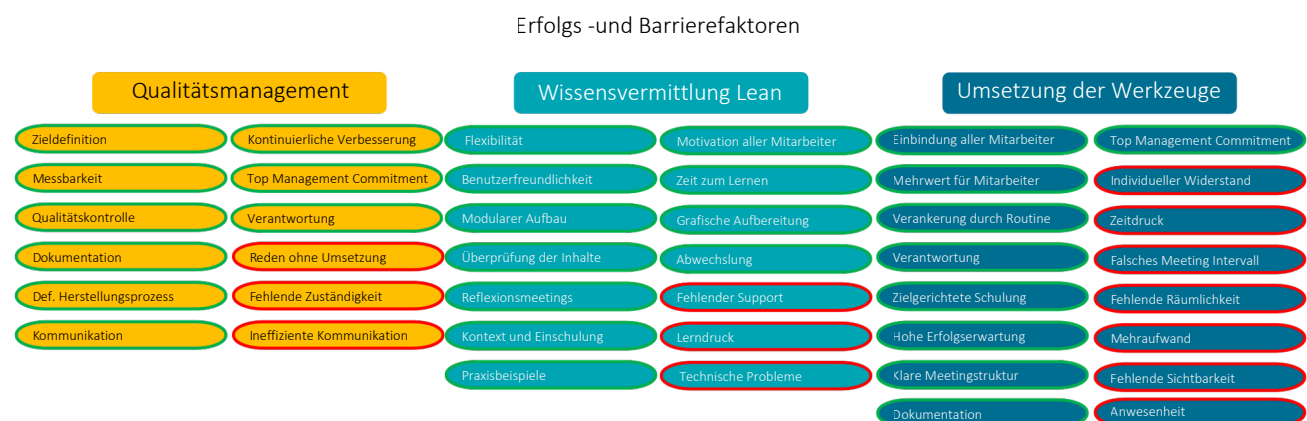 Erfolgs -und Barrierefaktoren
Qualitätsmanagement
Zieldefinition
Kontinuierliche Verbesserung
Messbarkeit
Top Management Commitment
Qualitätskontrolle
Verantwortung
Dokumentation
Reden ohne Umsetzung
Def. Herstellungsprozess
Fehlende Zuständigkeit
Kommunikation
Ineffiziente Kommunikation
Wissensvermittlung Lean
Flexibilität
Motivation aller Mitarbeiter
Benutzerfreundlichkeit
Zeit zum Lernen
Modularer Aufbau
Grafische Aufbereitung
Überprüfung der Inhalte
Abwechslung
Reflexionsmeetings
Fehlender Support
Kontext und Einschulung
Lerndruck
Praxisbeispiele
Technische Probleme
Umsetzung der Werkzeuge
Einbindung aller Mitarbeiter
Top Management Commitment
Mehrwert für Mitarbeiter
Individueller Widerstand
Verankerung durch Routine
Zeitdruck
Verantwortung
Falsches Meeting Intervall
Zielgerichtete Schulung
Fehlende Räumlichkeit
Hohe Erfolgserwartung
Mehraufwand
Klare Meetingstruktur
Fehlende Sichtbarkeit
Dokumentation
Anwesenheit